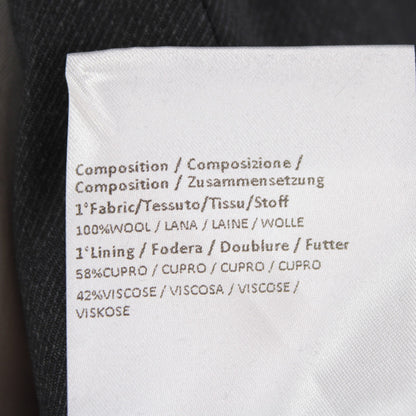 Composition / Composizione /
Composition / Zusammensetzung
1°Fabric/Tessuto/Tissu/Stoff
100%WOOL / LANA / LAINE / WOLLE
1°Lining / Fodera / Doublure / Futter
58%CUPRO / CUPRO / CUPRO / CUPRO
42%VISCOSE / VISCOSA / VISCOSE /
VISKOSE